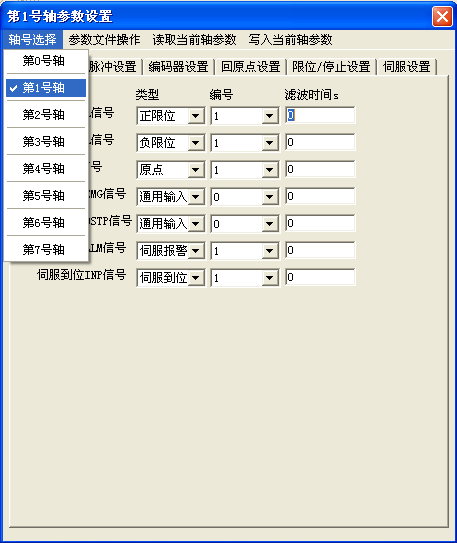 第1号轴参数设置
轴号选择 参数文件操作 读取当前轴参数 写入当前轴参数
第0号轴
第1号轴
第2号轴
第3号轴
第4号轴
第5号轴
第6号轴
第7号轴
脉冲设置 编码器设置 回原点设置 限位/停止设置 伺服设置
类型 编号 滤波时间s
信号 正限位 1 0
信号 负限位 1 0
号 原点 1 0
MG信号 通用输入 0 0
STP信号 通用输入 0 0
LM信号 伺服报警 1 0
伺服到位INP信号 伺服到位 1 0